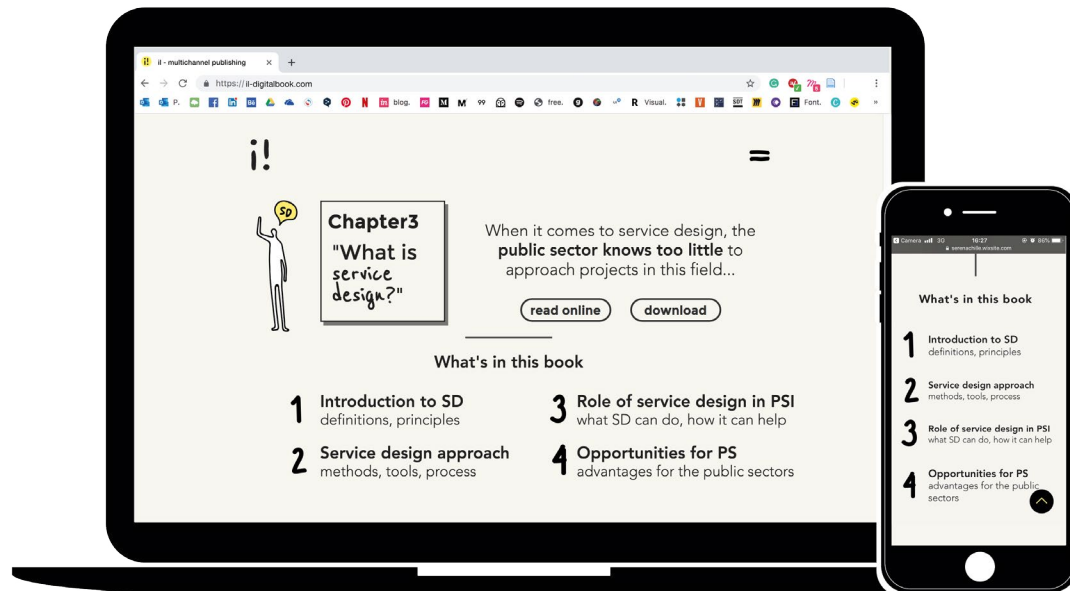 il - multichannel publishing
https://il-digitalbook.com
P.
blog.
99
free.
R Visual.
SDT
Font.
i!
=
SD
Chapter3
"What is
service
design?"
When it comes to service design, the
public sector knows too little to
approach projects in this field...
read online
download
What's in this book
1 Introduction to SD
definitions, principles
2 Service design approach
methods, tools, process
3 Role of service design in PSI
what SD can do, how it can help
4 Opportunities for PS
advantages for the public sectors
Camera 3G 16:27 86%
serenachille.wixsite.com
What's in this book
1 Introduction to SD
definitions, principles
2 Service design approach
methods, tools, process
3 Role of service design in PSI
what SD can do, how it can help
4 Opportunities for PS
advantages for the public
sectors